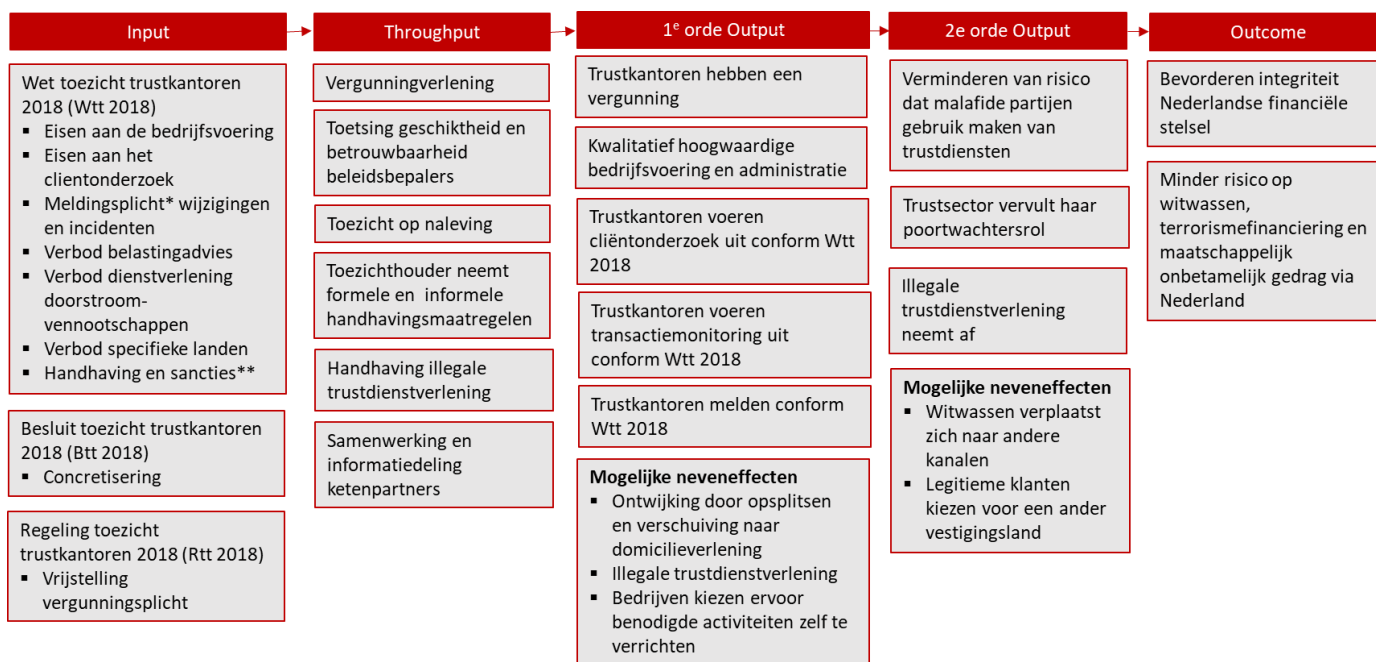 Input
Throughput
1e orde Output
2e orde Output
Outcome
Wet toezicht trustkantoren
2018 (Wtt 2018)
▪ Eisen aan de bedrijfsvoering
▪ Eisen aan het
clientonderzoek
▪ Meldingsplicht* wijzigingen
en incidenten
▪ Verbod belastingadvies
▪ Verbod dienstverlening
doorstroom-
vennootschappen
▪ Verbod specifieke landen
▪ Handhaving en sancties**
Besluit toezicht trustkantoren
2018 (Btt 2018)
▪ Concretisering
Regeling toezicht
trustkantoren 2018 (Rtt 2018)
▪ Vrijstelling
vergunningsplicht
Vergunningverlening
Toetsing geschiktheid en
betrouwbaarheid
beleidsbepalers
Toezicht op naleving
Toezichthouder neemt
formele en informele
handhavingsmaatregelen
Handhaving illegale
trustdienstverlening
Samenwerking en
informatiedeling
ketenpartners
Trustkantoren hebben een
vergunning
Kwalitatief hoogwaardige
bedrijfsvoering en administratie
Trustkantoren voeren
cliëntonderzoek uit conform Wtt
2018
Trustkantoren voeren
transactiemonitoring uit
conform Wtt 2018
Trustkantoren melden conform
Wtt 2018
Mogelijke neveneffecten
▪ Ontwijking door opsplitsen
en verschuiving naar
domicilieverlening
▪ Illegale trustdienstverlening
▪ Bedrijven kiezen ervoor
benodigde activiteiten zelf te
verrichten
Verminderen van risico
dat malafide partijen
gebruik maken van
trustdiensten
Trustsector vervult haar
poortwachtersrol
Illegale
trustdienstverlening
neemt af
Mogelijke neveneffecten
▪ Witwassen verplaatst
zich naar andere
kanalen
▪ Legitieme klanten
kiezen voor een ander
vestigingsland
Bevorderen integriteit
Nederlandse financiële
stelsel
Minder risico op
witwassen,
terrorismefinanciering en
maatschappelijk
onbetamelijk gedrag via
Nederland